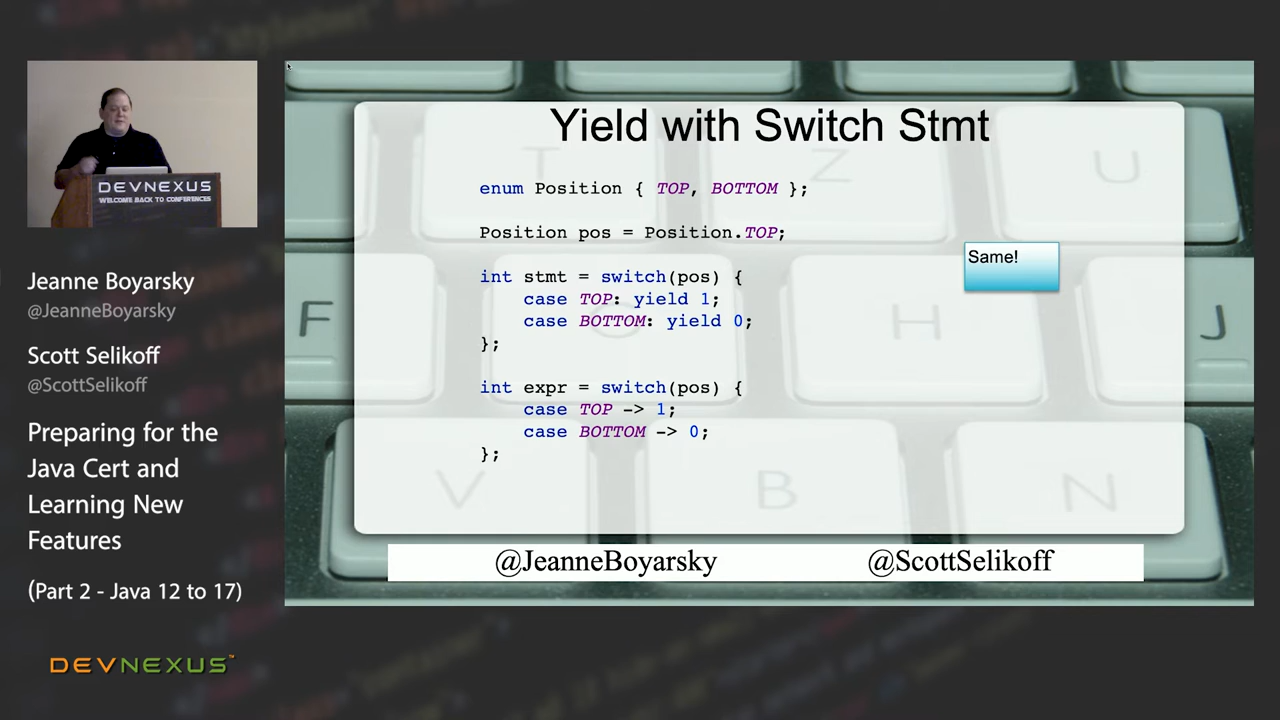 DEVNEXUS
WELCOME BACK TO CONFERENCES
Jeanne Boyarsky
@JeanneBoyarsky
Scott Selikoff
@ScottSelikoff
Preparing for the
Java Cert and
Learning New
Features
(Part 2 - Java 12 to 17)
DEVNEXUS™
Yield with Switch Stmt
enum Position { TOP, BOTTOM };
Position pos = Position.TOP;
int stmt = switch(pos) {
case TOP: yield 1;
case BOTTOM: yield 0;
};
int expr = switch(pos) {
case TOP -> 1;
case BOTTOM -> 0;
};
Same!
@JeanneBoyarsky
@ScottSelikoff
T
Z
U
F
H
J
V
B
N